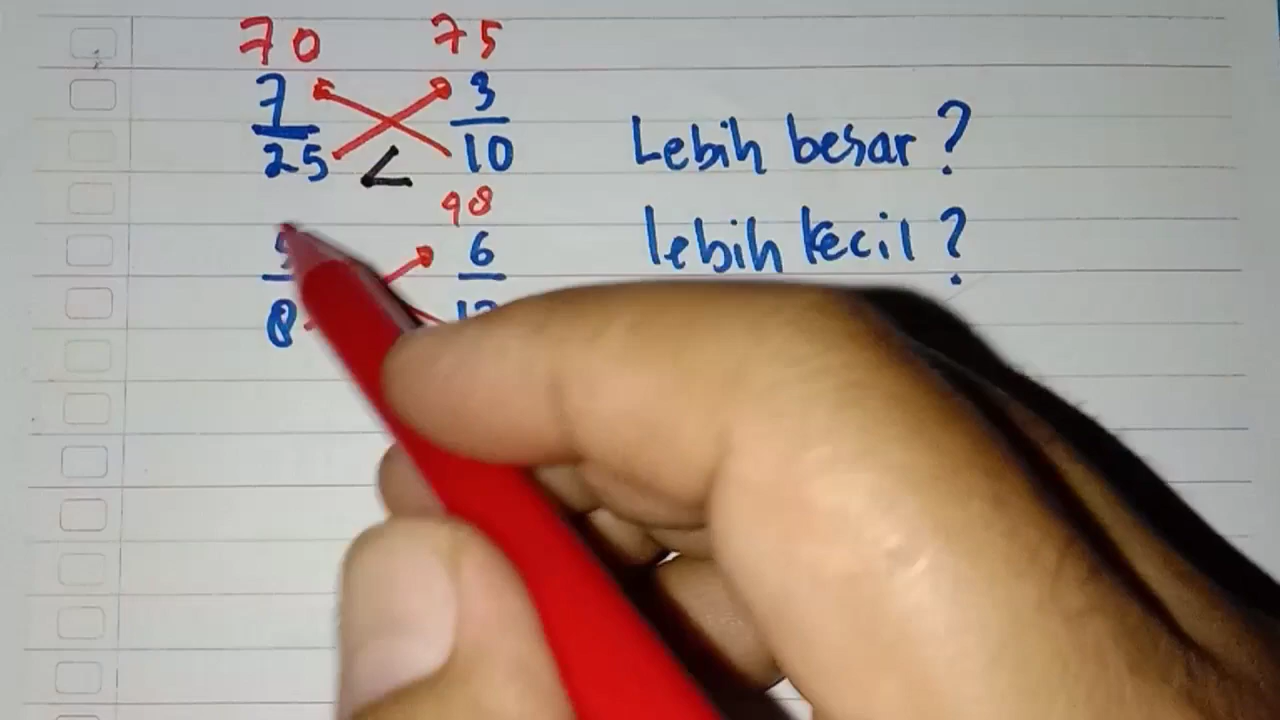 70 75
7 3
25 < 10
Lebih besar ?
48
6
8
lebih kecil ?